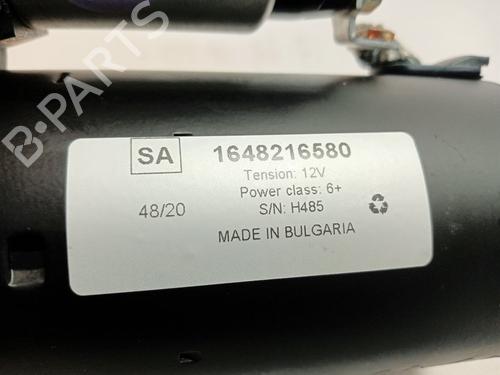 B-PARTS
SA
1648216580
Tension: 12V
48/20
Power class: 6+
S/N: H485
MADE IN BULGARIA